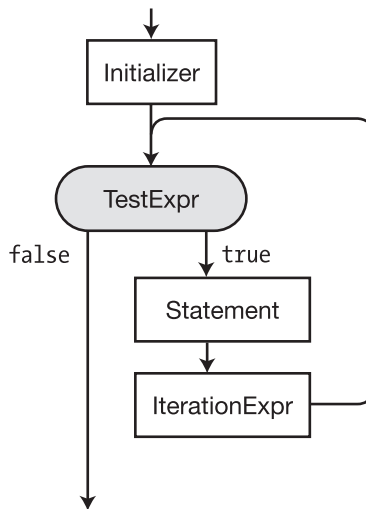 Initializer
TestExpr
false
true
Statement
IterationExpr